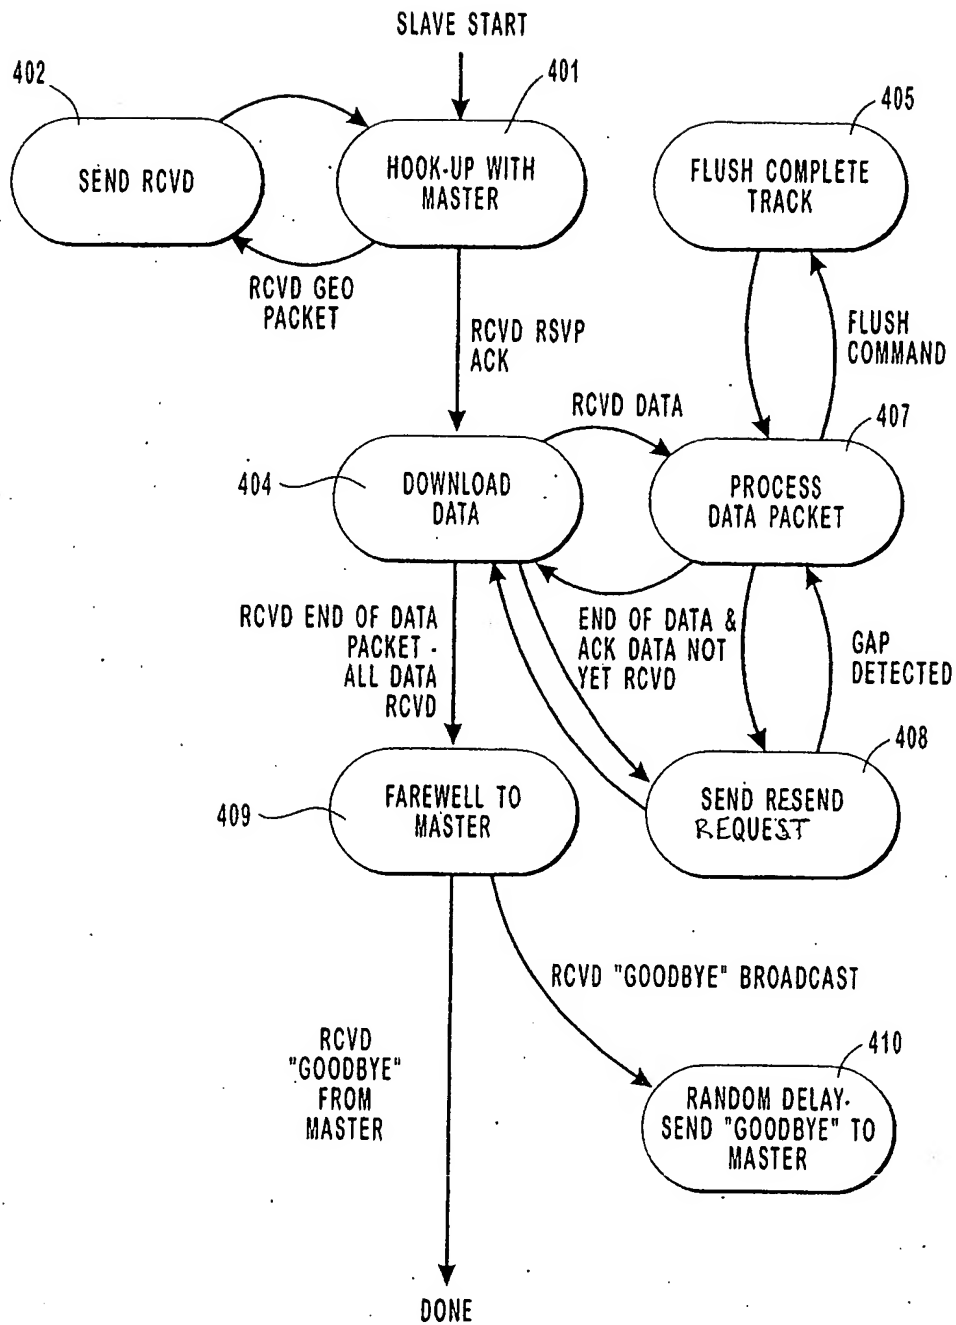 SLAVE START
402
401
405
SEND RCVD
HOOK-UP WITH
MASTER
FLUSH COMPLETE
TRACK
RCVD GEO
PACKET
RCVD RSVP
ACK
FLUSH
COMMAND
RCVD DATA
407
404
DOWNLOAD
DATA
PROCESS
DATA PACKET
RCVD END OF DATA
PACKET -
ALL DATA
RCVD
END OF DATA &
ACK DATA NOT
YET RCVD
GAP
DETECTED
408
409
FAREWELL TO
MASTER
SEND RESEND
REQUEST
RCVD "GOODBYE" BROADCAST
RCVD
"GOODBYE"
FROM
MASTER
410
RANDOM DELAY-
SEND "GOODBYE" TO
MASTER
DONE